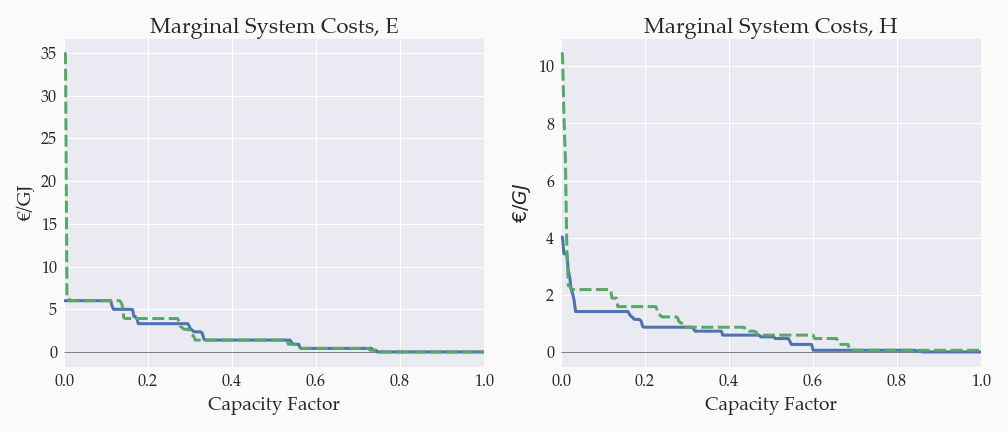 Marginal System Costs, E
35
30
25
20
15
10
5
0
€/GJ
0.0 0.2 0.4 0.6 0.8 1.0
Capacity Factor
Marginal System Costs, H
10
8
6
4
2
0
€/GJ
0.0 0.2 0.4 0.6 0.8 1.0
Capacity Factor